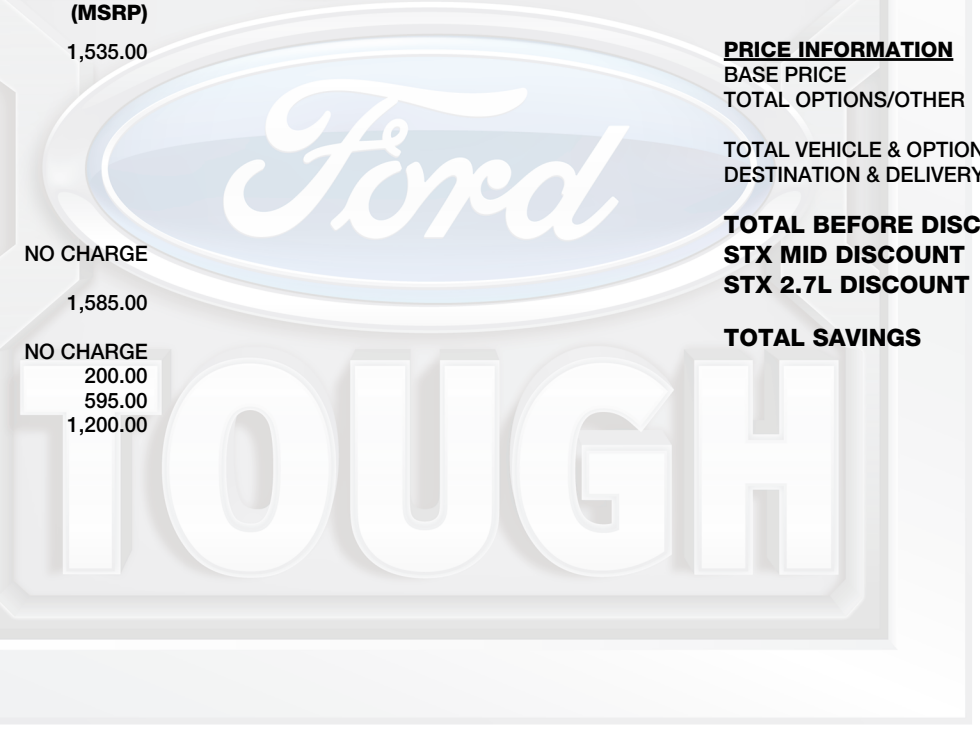 (MSRP)
1,535.00
NO CHARGE
1,585.00
NO CHARGE
200.00
595.00
1,200.00
PRICE INFORMATION
BASE PRICE
TOTAL OPTIONS/OTHER
TOTAL VEHICLE & OPTION
DESTINATION & DELIVERY
TOTAL BEFORE DISC
STX MID DISCOUNT
STX 2.7L DISCOUNT
TOTAL SAVINGS
Ford
TOUGH